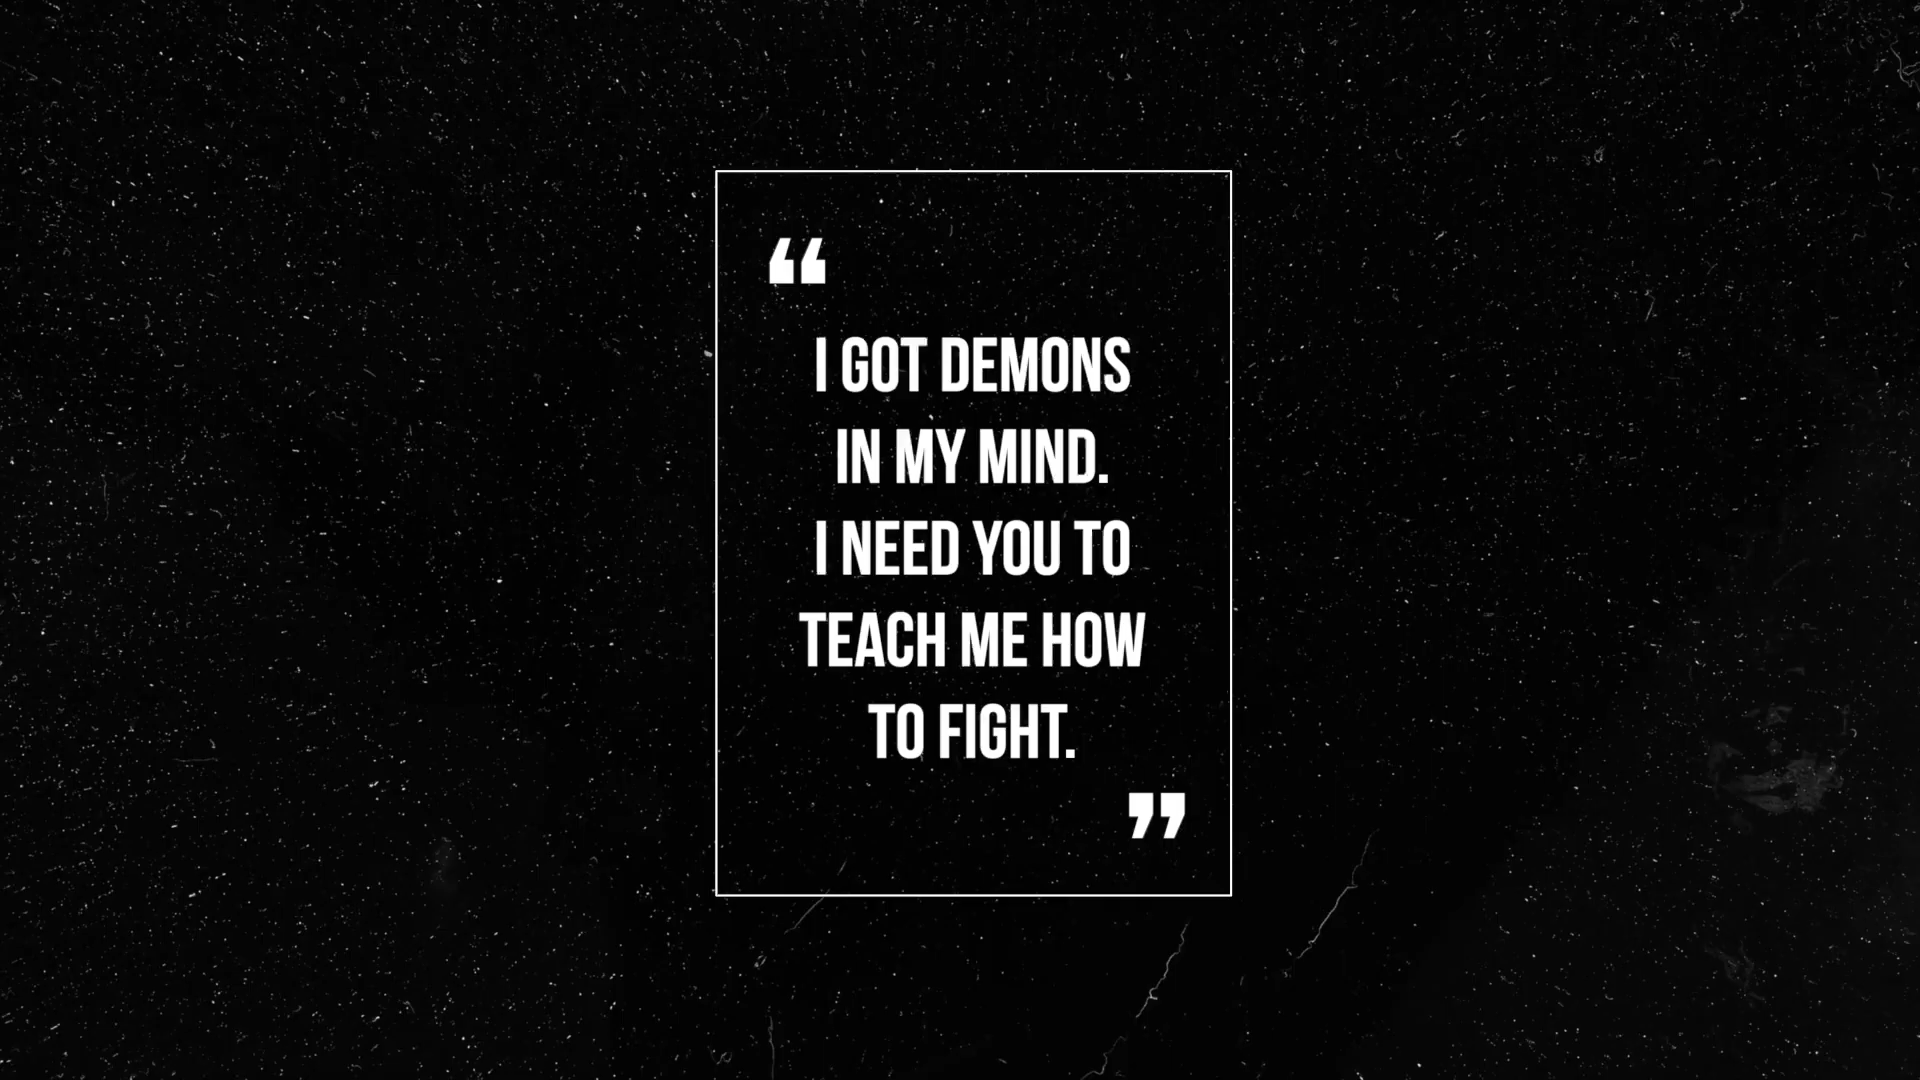 ❝
I GOT DEMONS
IN MY MIND.
I NEED YOU TO
TEACH ME HOW
TO FIGHT.
❞